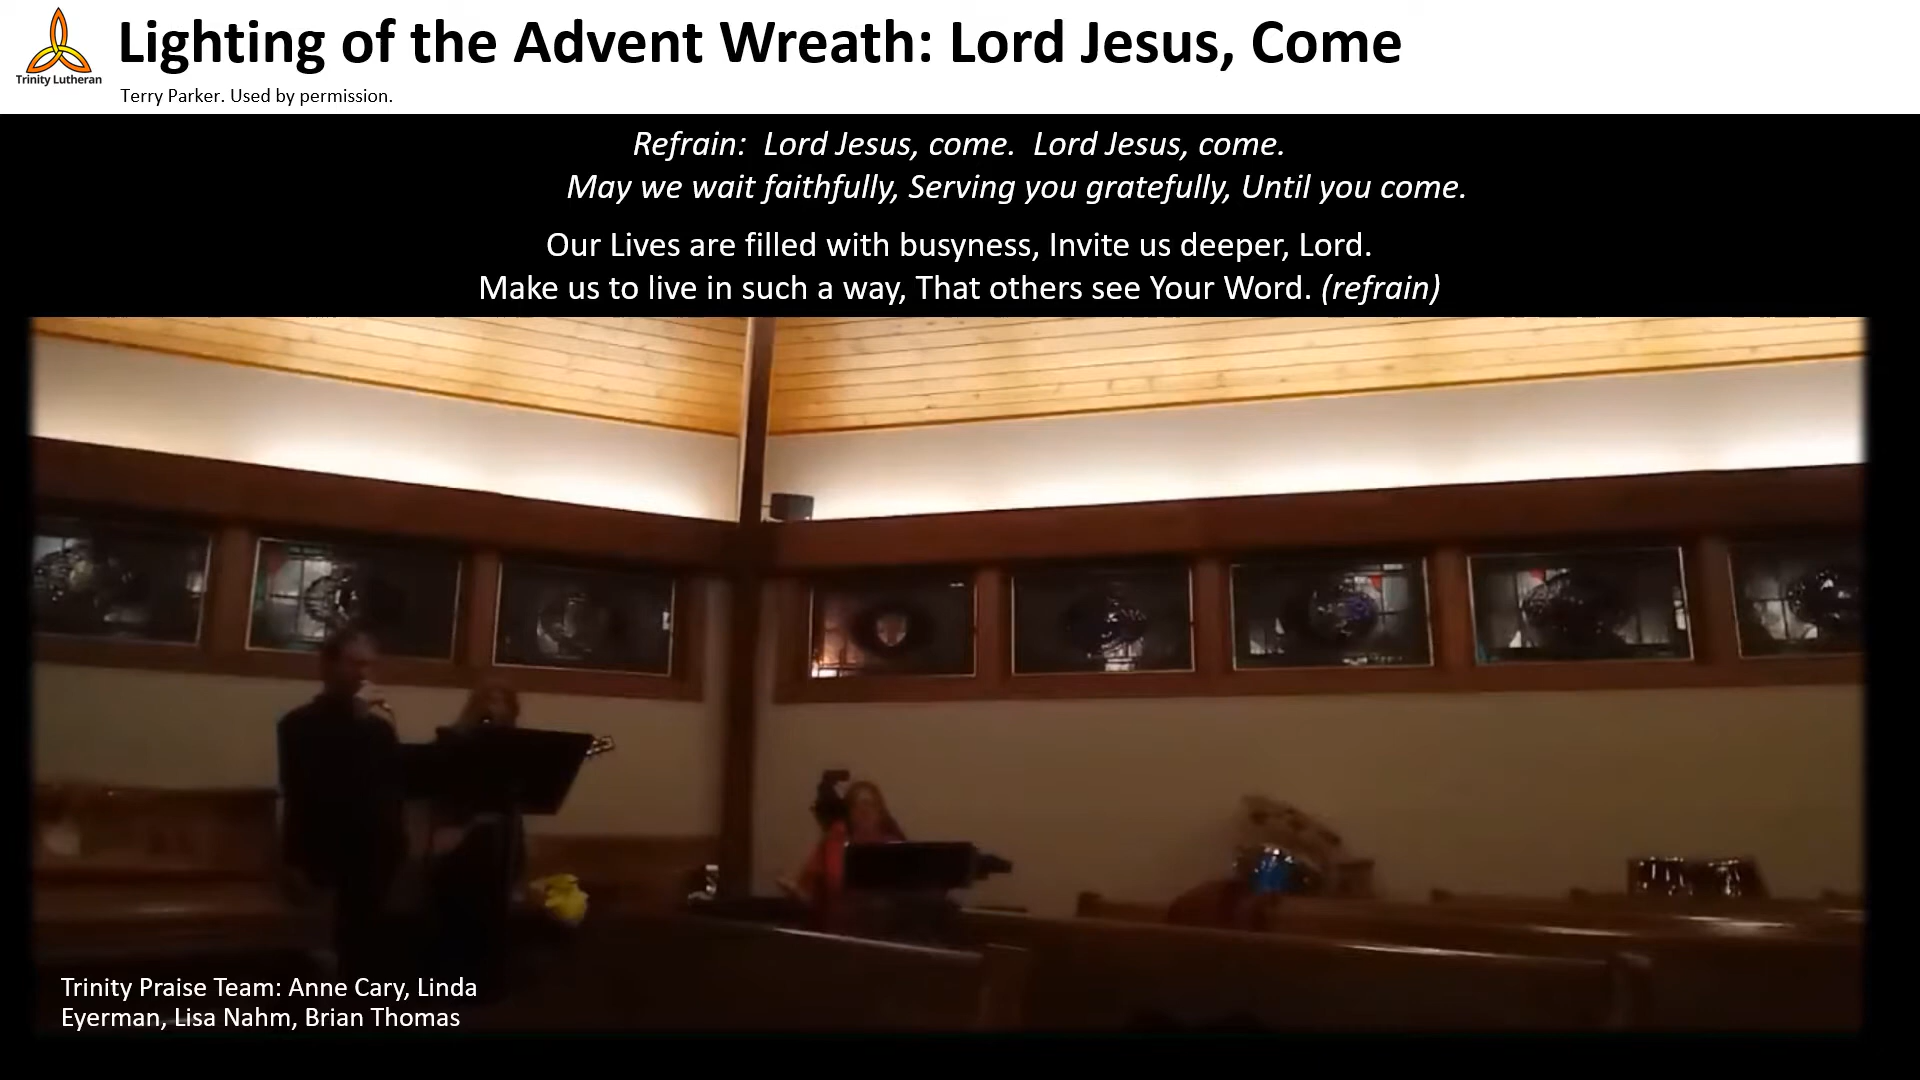 Trinity Lutheran
Lighting of the Advent Wreath: Lord Jesus, Come
Terry Parker. Used by permission.
Refrain:  Lord Jesus, come.  Lord Jesus, come.
May we wait faithfully, Serving you gratefully, Until you come.
Our Lives are filled with busyness, Invite us deeper, Lord.
Make us to live in such a way, That others see Your Word. (refrain)
Trinity Praise Team: Anne Cary, Linda
Eyerman, Lisa Nahm, Brian Thomas